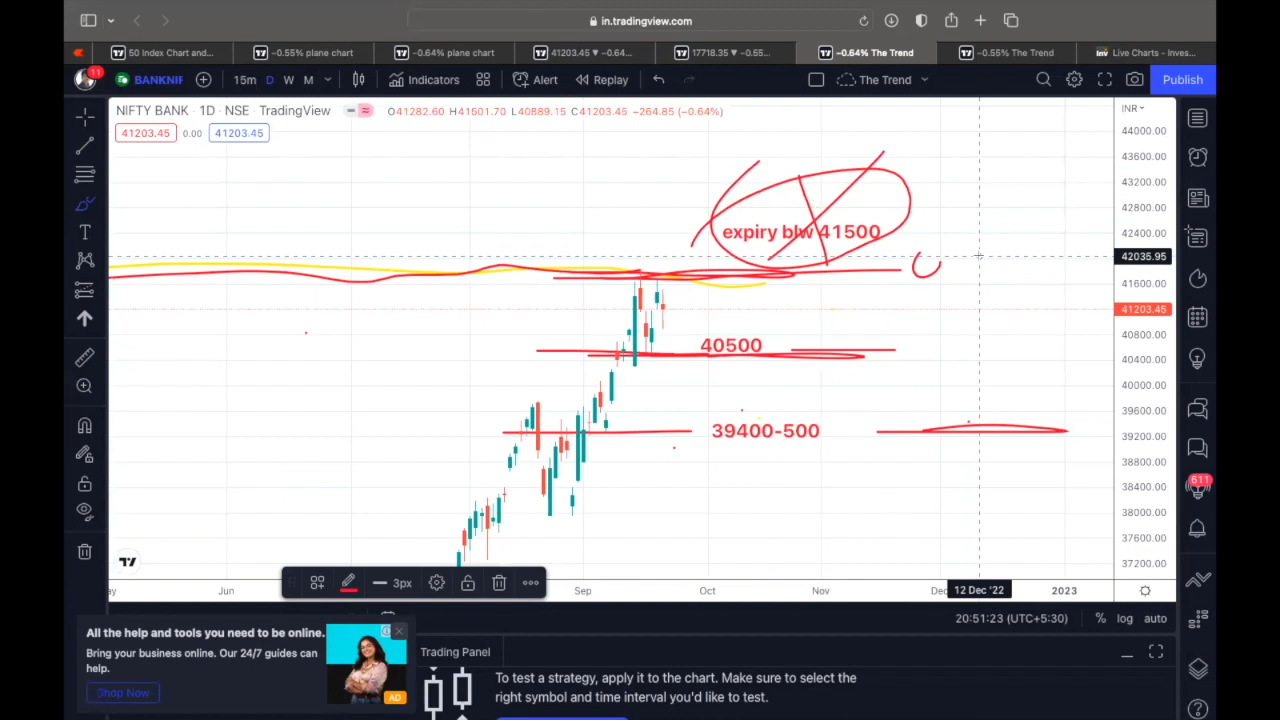 in.tradingview.com
50 Index Chart and...
-0.55% plane chart
-0.64% plane chart
41203.45 ▼ -0.64...
17718.35 ▼ -0.55...
-0.64% The Trend
-0.55% The Trend
Live Charts - Inves...
11
BANKNIF
15m D W M
Indicators
Alert
Replay
The Trend
Publish
NIFTY BANK · 1D · NSE · TradingView
O41282.60 H41501.70 L40889.15 C41203.45 -264.85 (-0.64%)
INR
41203.45 0.00 41203.45
44000.00
43600.00
43200.00
42800.00
42400.00
42035.95
41600.00
41203.45
40800.00
40400.00
40000.00
39600.00
39200.00
38800.00
38400.00
38000.00
37600.00
37200.00
expiry blw 41500
40500
39400-500
611
3px
ay Jun Sep Oct Nov Dec 12 Dec '22 2023
20:51:23 (UTC+5:30) % log auto
All the help and tools you need to be online.
Bring your business online. Our 24/7 guides can
help.
Shop Now
AD
Trading Panel
To test a strategy, apply it to the chart. Make sure to select the
right symbol and time interval you'd like to test.